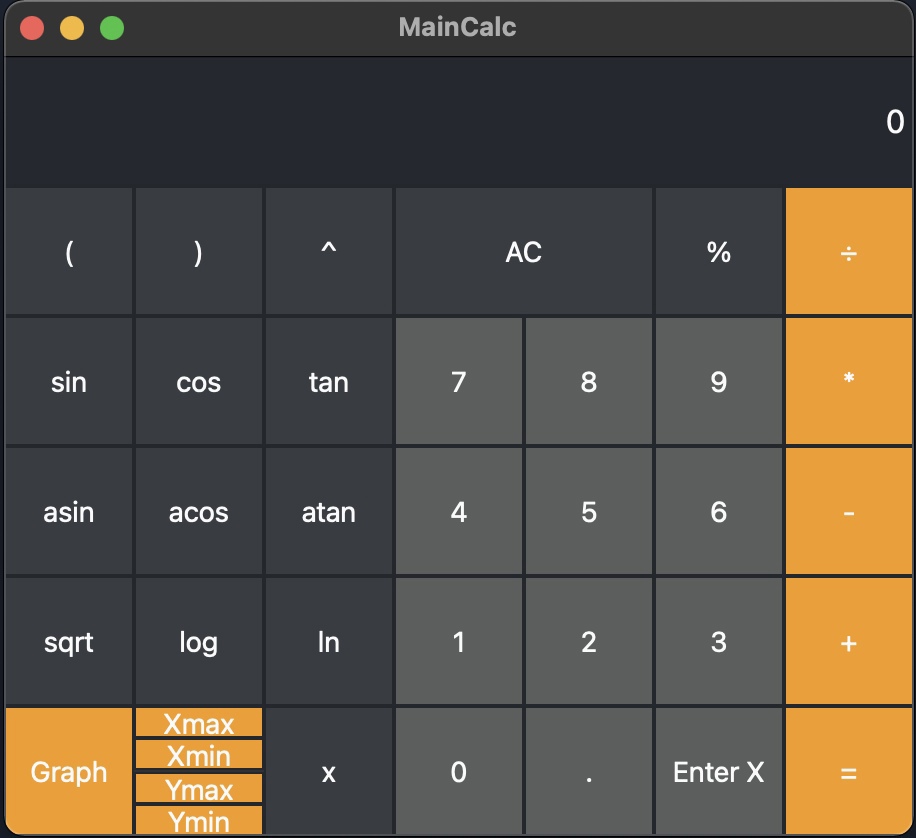 MainCalc
0
( ) ^ AC % ÷
sin cos tan 7 8 9 *
asin acos atan 4 5 6 -
sqrt log ln 1 2 3 +
Graph Xmax Xmin Ymax Ymin x 0 . Enter X =